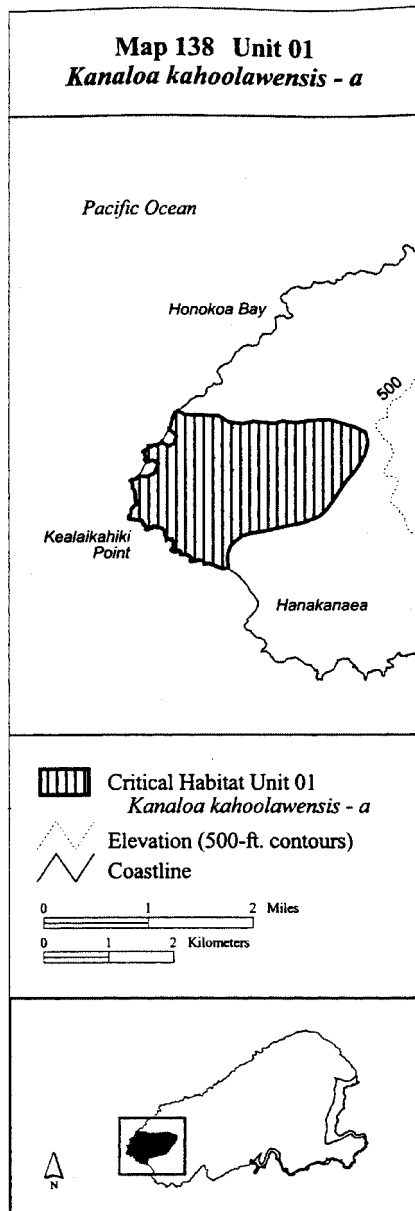 Map 138 Unit 01
Kanaloa kahoolawensis - a
Pacific Ocean
Honokoa Bay
500
Kealaikahiki
Point
Hanakanaea
Critical Habitat Unit 01
Kanaloa kahoolawensis - a
Elevation (500-ft. contours)
Coastline
0 1 2 Miles
0 1 2 Kilometers
N